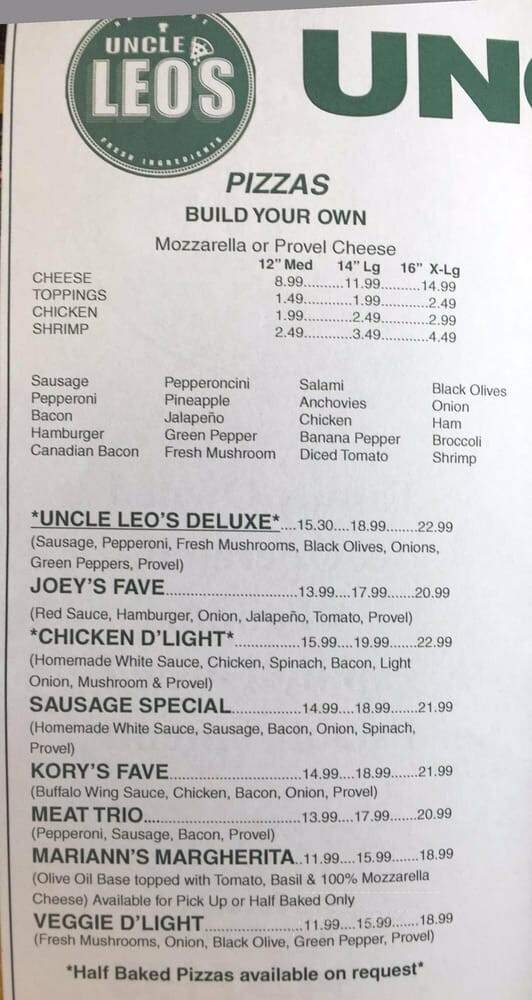 UNCLE
LEO'S
FRESH INGREDIENTS
UN
PIZZAS
BUILD YOUR OWN
Mozzarella or Provel Cheese
12" Med 14" Lg 16" X-Lg
CHEESE 8.99..........11.99..........14.99
TOPPINGS 1.49............1.99............2.49
CHICKEN 1.99............2.49............2.99
SHRIMP 2.49............3.49............4.49
Sausage Pepperoncini Salami Black Olives
Pepperoni Pineapple Anchovies Onion
Bacon Jalapeño Chicken Ham
Hamburger Green Pepper Banana Pepper Broccoli
Canadian Bacon Fresh Mushroom Diced Tomato Shrimp
*UNCLE LEO'S DELUXE*....15.30....18.99........22.99
(Sausage, Pepperoni, Fresh Mushrooms, Black Olives, Onions,
Green Peppers, Provel)
JOEY'S FAVE..............................13.99....17.99.......20.99
(Red Sauce, Hamburger, Onion, Jalapeño, Tomato, Provel)
*CHICKEN D'LIGHT*...............15.99....19.99........22.99
(Homemade White Sauce, Chicken, Spinach, Bacon, Light
Onion, Mushroom & Provel)
SAUSAGE SPECIAL................14.99....18.99.......21.99
(Homemade White Sauce, Sausage, Bacon, Onion, Spinach,
Provel)
KORY'S FAVE..............................14.99....18.99.......21.99
(Buffalo Wing Sauce, Chicken, Bacon, Onion, Provel)
MEAT TRIO...................................13.99....17.99.......20.99
(Pepperoni, Sausage, Bacon, Provel)
MARIANN'S MARGHERITA..11.99....15.99.......18.99
(Olive Oil Base topped with Tomato, Basil & 100% Mozzarella
Cheese) Available for Pick Up or Half Baked Only
VEGGIE D'LIGHT......................11.99....15.99.......18.99
(Fresh Mushrooms, Onion, Black Olive, Green Pepper, Provel)
*Half Baked Pizzas available on request*